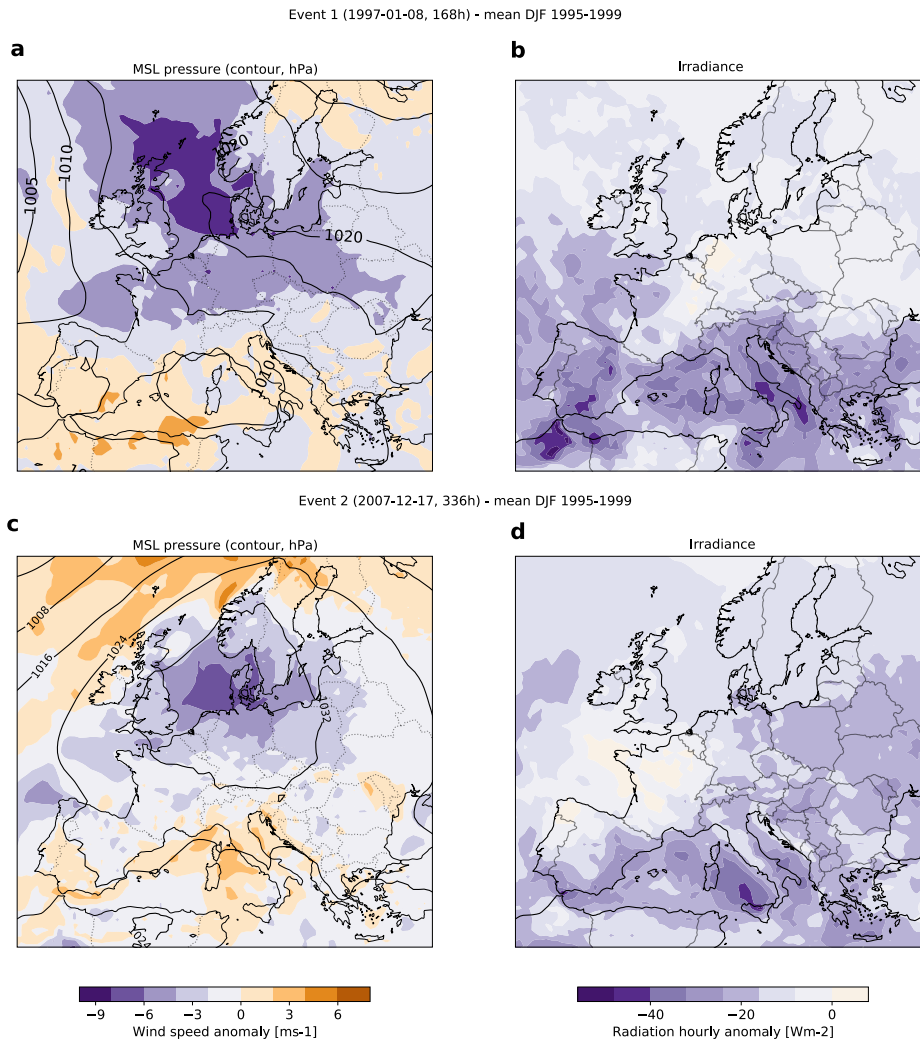 Event 1 (1997-01-08, 168h) - mean DJF 1995-1999
a
b
MSL pressure (contour, hPa)
Irradiance
1005
1010
1020
1020
1010
Event 2 (2007-12-17, 336h) - mean DJF 1995-1999
c
d
MSL pressure (contour, hPa)
Irradiance
1008
1016
1024
1032
−9 −6 −3 0 3 6
Wind speed anomaly [ms-1]
−40 −20 0
Radiation hourly anomaly [Wm-2]